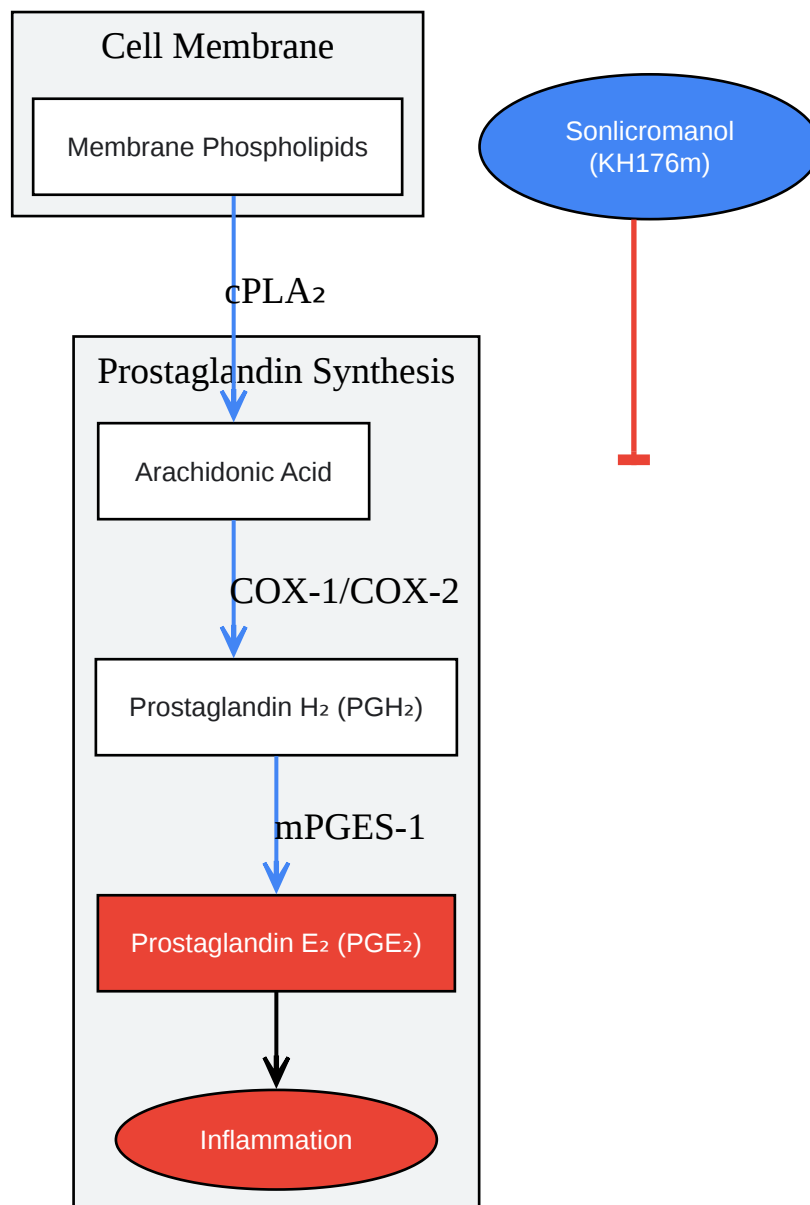 Cell Membrane
Membrane Phospholipids
Sonlicromanol
(KH176m)
cPLA₂
Prostaglandin Synthesis
Arachidonic Acid
COX-1/COX-2
Prostaglandin H₂ (PGH₂)
mPGES-1
Prostaglandin E₂ (PGE₂)
Inflammation